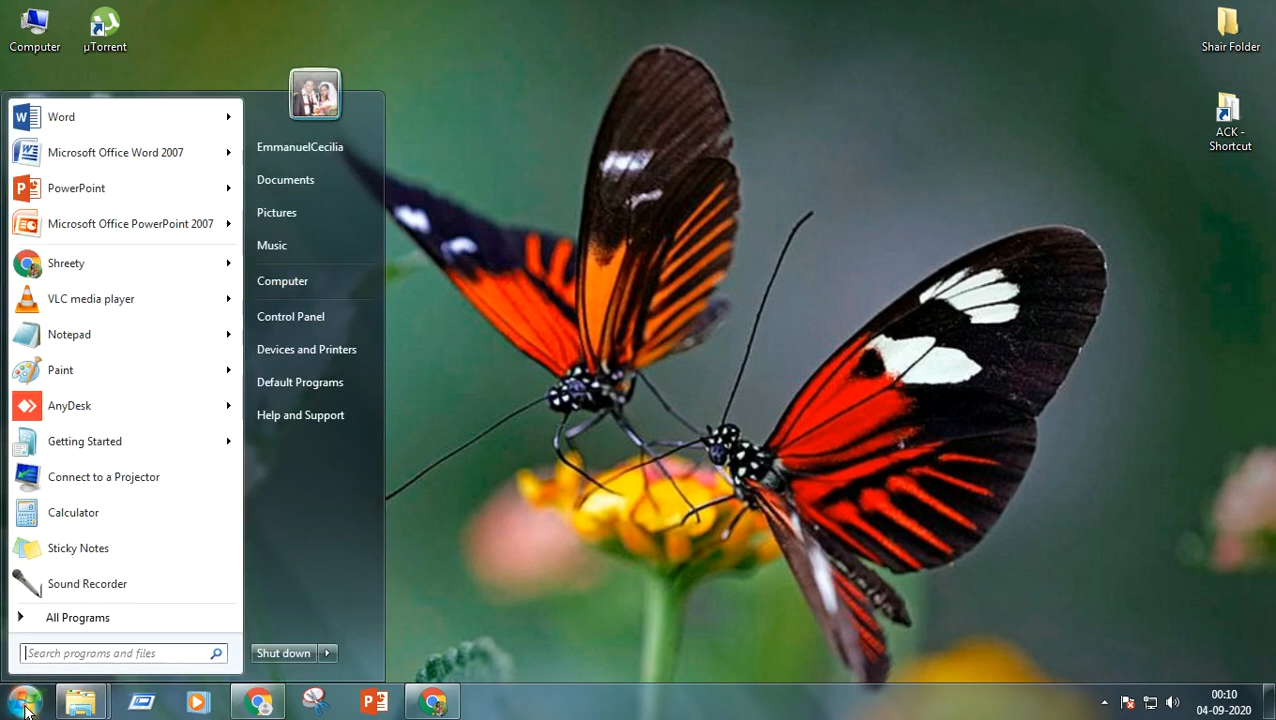 Computer
µTorrent
Shair Folder
ACK -
Shortcut
Word
Microsoft Office Word 2007
PowerPoint
Microsoft Office PowerPoint 2007
Shreety
VLC media player
Notepad
Paint
AnyDesk
Getting Started
Connect to a Projector
Calculator
Sticky Notes
Sound Recorder
All Programs
Search programs and files
EmmanuelCecilia
Documents
Pictures
Music
Computer
Control Panel
Devices and Printers
Default Programs
Help and Support
Shut down
00:10
04-09-2020